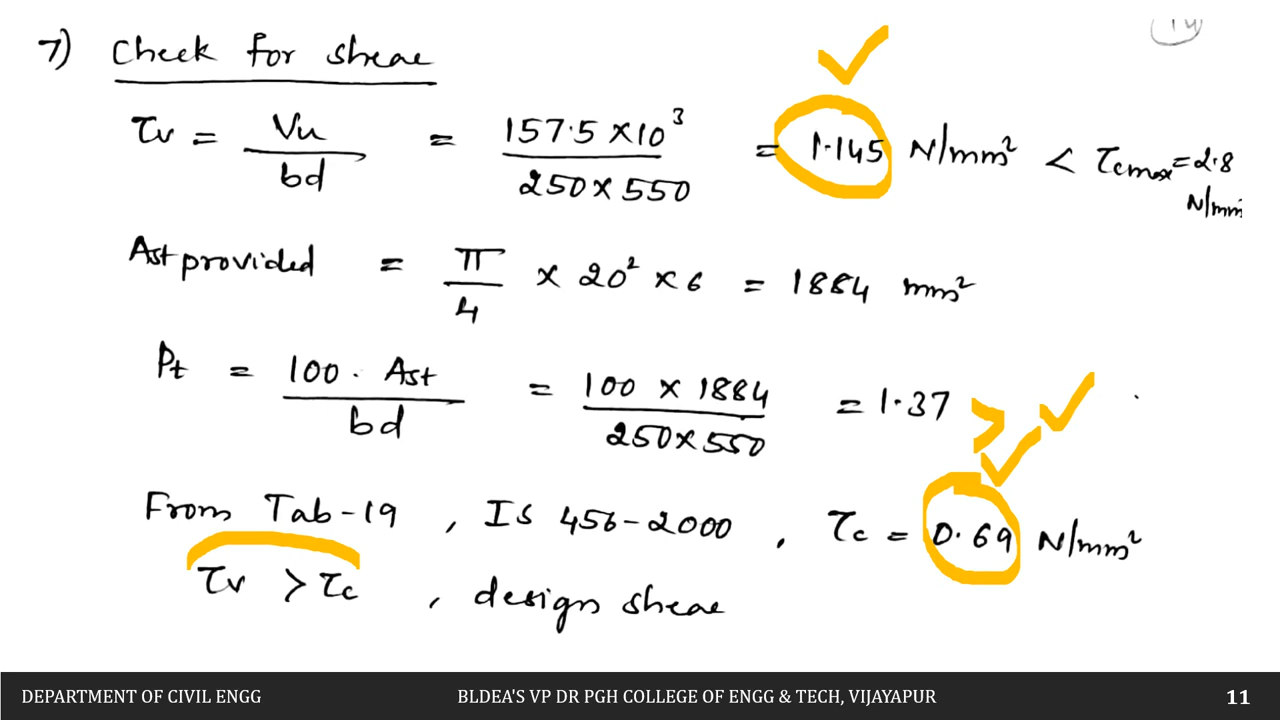 14
7) Check for shear
τv = Vu / bd = 157.5 × 10³ / 250 × 550 = 1.145 N/mm² < τcmax = 2.8 N/mm
Ast provided = π / 4 × 20² × 6 = 1884 mm²
Pt = 100 · Ast / bd = 100 × 1884 / 250 × 550 = 1.37
From Tab-19 , IS 456-2000 , τc = 0.69 N/mm²
τv > τc , design shear
DEPARTMENT OF CIVIL ENGG BLDEA'S VP DR PGH COLLEGE OF ENGG & TECH, VIJAYAPUR 11